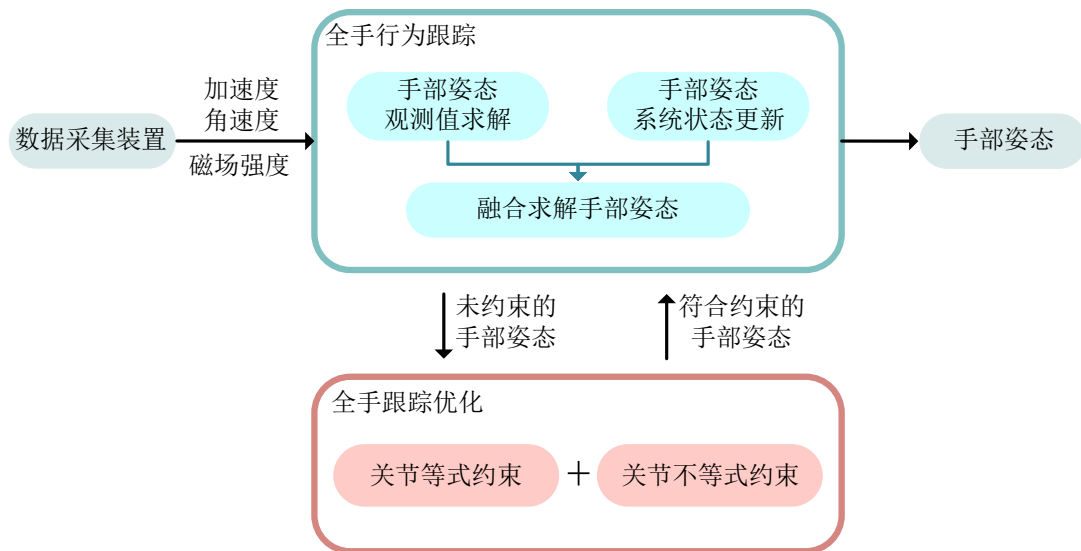 全手行为跟踪
手部姿态
观测值求解
手部姿态
系统状态更新
加速度
角速度
磁场强度
数据采集装置
手部姿态
融合求解手部姿态
未约束的
手部姿态
符合约束的
手部姿态
全手跟踪优化
关节等式约束
+
关节不等式约束